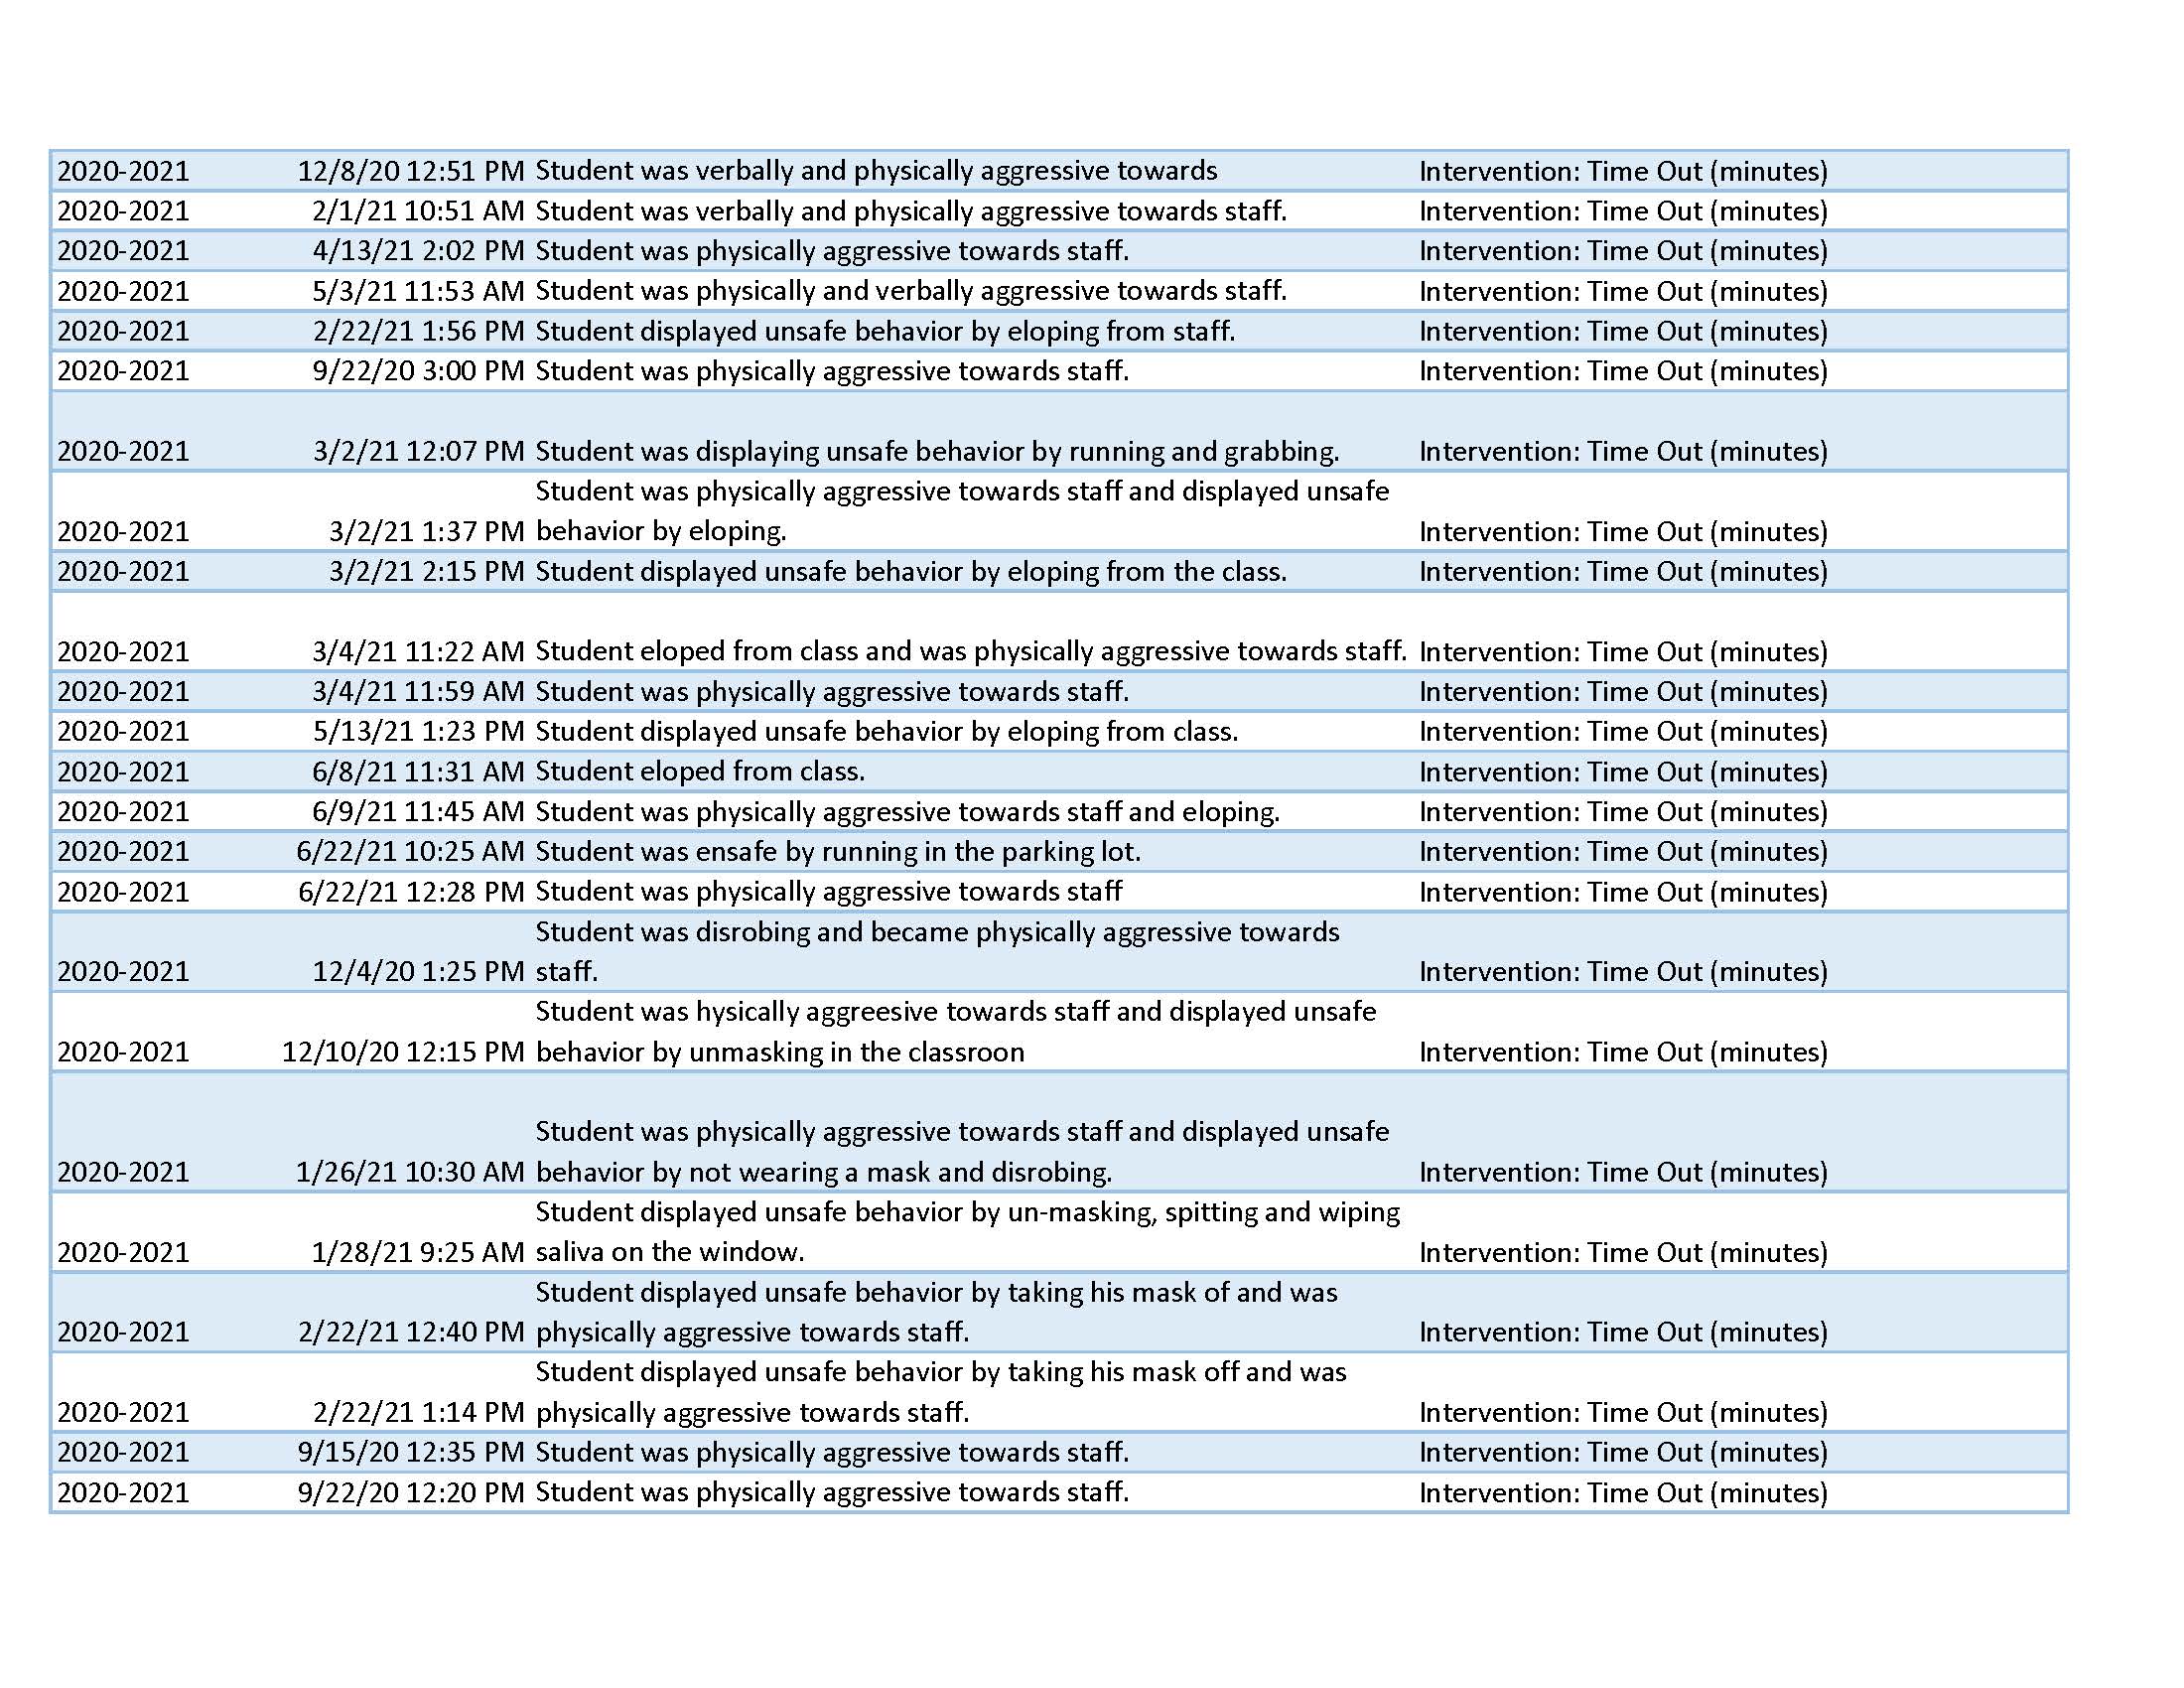 2020-2021 12/8/20 12:51 PM Student was verbally and physically aggressive towards Intervention: Time Out (minutes)
2020-2021 2/1/21 10:51 AM Student was verbally and physically aggressive towards staff. Intervention: Time Out (minutes)
2020-2021 4/13/21 2:02 PM Student was physically aggressive towards staff. Intervention: Time Out (minutes)
2020-2021 5/3/21 11:53 AM Student was physically and verbally aggressive towards staff. Intervention: Time Out (minutes)
2020-2021 2/22/21 1:56 PM Student displayed unsafe behavior by eloping from staff. Intervention: Time Out (minutes)
2020-2021 9/22/20 3:00 PM Student was physically aggressive towards staff. Intervention: Time Out (minutes)
2020-2021 3/2/21 12:07 PM Student was displaying unsafe behavior by running and grabbing. Intervention: Time Out (minutes)
Student was physically aggressive towards staff and displayed unsafe
2020-2021 3/2/21 1:37 PM behavior by eloping. Intervention: Time Out (minutes)
2020-2021 3/2/21 2:15 PM Student displayed unsafe behavior by eloping from the class. Intervention: Time Out (minutes)
2020-2021 3/4/21 11:22 AM Student eloped from class and was physically aggressive towards staff. Intervention: Time Out (minutes)
2020-2021 3/4/21 11:59 AM Student was physically aggressive towards staff. Intervention: Time Out (minutes)
2020-2021 5/13/21 1:23 PM Student displayed unsafe behavior by eloping from class. Intervention: Time Out (minutes)
2020-2021 6/8/21 11:31 AM Student eloped from class. Intervention: Time Out (minutes)
2020-2021 6/9/21 11:45 AM Student was physically aggressive towards staff and eloping. Intervention: Time Out (minutes)
2020-2021 6/22/21 10:25 AM Student was ensafe by running in the parking lot. Intervention: Time Out (minutes)
2020-2021 6/22/21 12:28 PM Student was physically aggressive towards staff Intervention: Time Out (minutes)
Student was disrobing and became physically aggressive towards
2020-2021 12/4/20 1:25 PM staff. Intervention: Time Out (minutes)
Student was hysically aggreesive towards staff and displayed unsafe
2020-2021 12/10/20 12:15 PM behavior by unmasking in the classroon Intervention: Time Out (minutes)
Student was physically aggressive towards staff and displayed unsafe
2020-2021 1/26/21 10:30 AM behavior by not wearing a mask and disrobing. Intervention: Time Out (minutes)
Student displayed unsafe behavior by un-masking, spitting and wiping
2020-2021 1/28/21 9:25 AM saliva on the window. Intervention: Time Out (minutes)
Student displayed unsafe behavior by taking his mask of and was
2020-2021 2/22/21 12:40 PM physically aggressive towards staff. Intervention: Time Out (minutes)
Student displayed unsafe behavior by taking his mask off and was
2020-2021 2/22/21 1:14 PM physically aggressive towards staff. Intervention: Time Out (minutes)
2020-2021 9/15/20 12:35 PM Student was physically aggressive towards staff. Intervention: Time Out (minutes)
2020-2021 9/22/20 12:20 PM Student was physically aggressive towards staff. Intervention: Time Out (minutes)